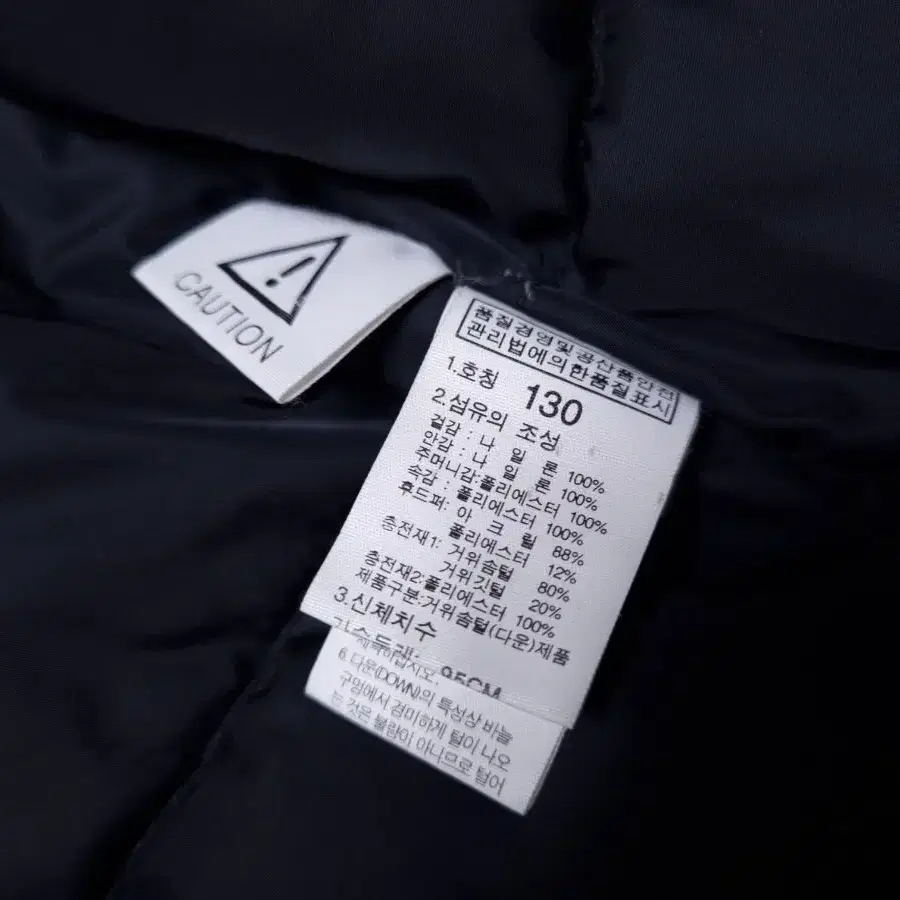 CAUTION
품질경영및공산품안전
관리법에의한품질표시
1.호칭 130
2.섬유의 조성
겉감 : 나 일 론 100%
안감 : 나 일 론 100%
주머니감:폴리에스터 100%
속감 : 폴리에스터 100%
후드퍼: 아 크 릴 88%
폴리에스터 12%
충전재1: 거위솜털 80%
거위깃털 20%
충전재2:폴리에스터 100%
제품구분:거위솜털(다운)제품
3.신체치수
95CM
6.다운(DOWN)의 특성상 바늘
구멍에서 경미하게 털이 나오
는 것은 불량이 아니므로 털어